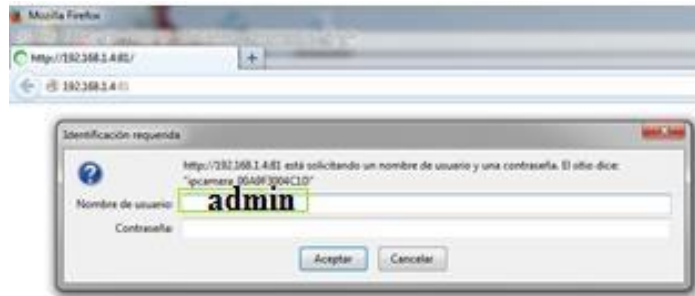 Mozilla Firefox
http://192.168.1.4:81/
+
192.168.1.4:81
Identificación requerida
http://192.168.1.4:81 está solicitando un nombre de usuario y una contraseña. El sitio dice:
Nombre de usuario:
admin
Contraseña:
Aceptar
Cancelar